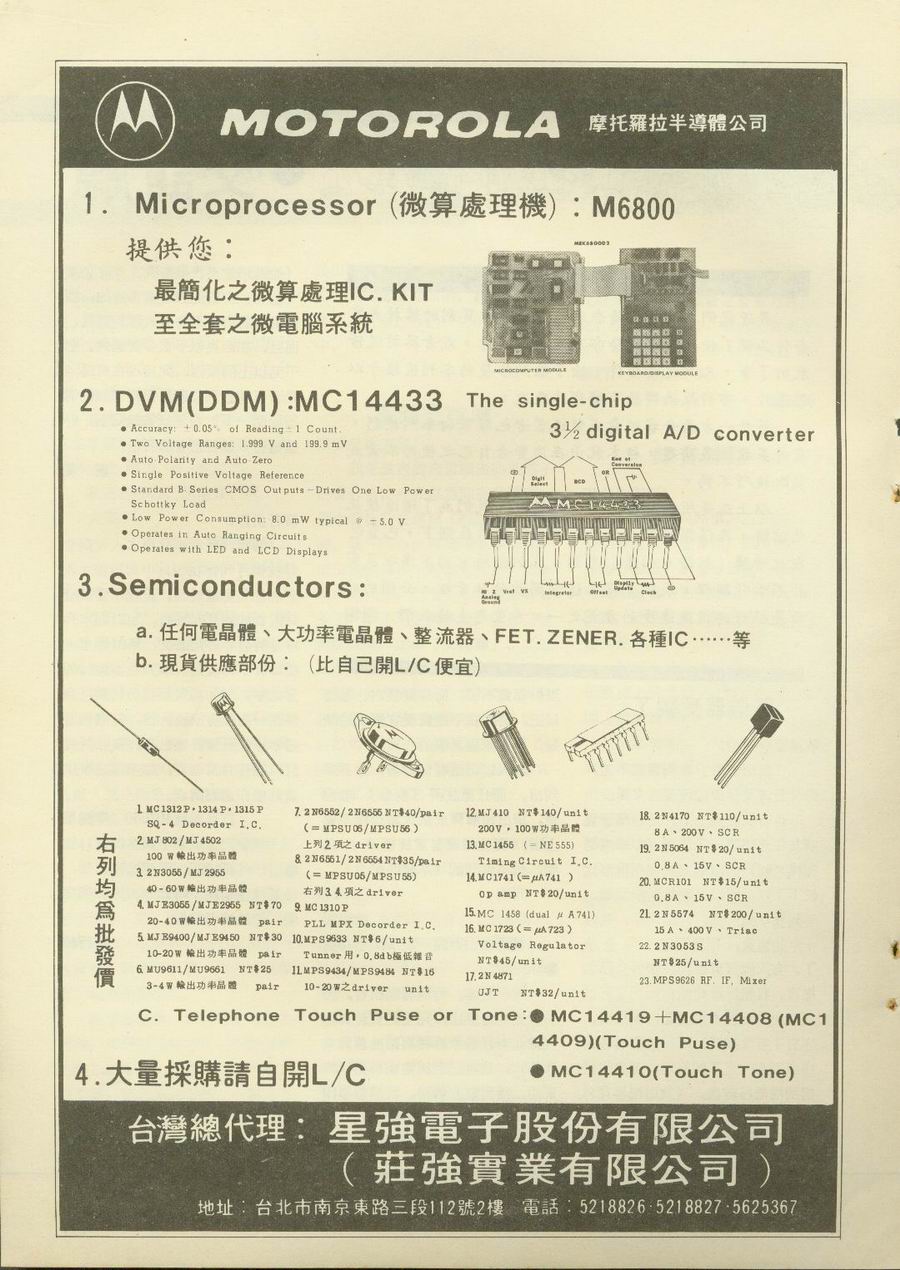 MOTOROLA 摩托羅拉半導體公司
1. Microprocessor (微算處理機)：M6800
提供您：
最簡化之微算處理IC. KIT
至全套之微電腦系統
MEK6800D2
MICROCOMPUTER MODULE
KEYBOARD/DISPLAY MODULE
2. DVM(DDM) :MC14433 The single-chip
3½ digital A/D converter
● Accuracy: ±0.05% of Reading ±1 Count.
● Two Voltage Ranges: 1.999 V and 199.9 mV
● Auto-Polarity and Auto-Zero
● Single Positive Voltage Reference
● Standard B-Series CMOS Outputs—Drives One Low Power
Schottky Load
● Low Power Consumption: 8.0 mW typical @ ±5.0 V
● Operates in Auto Ranging Circuits
● Operates with LED and LCD Displays
Digit
Select
BCD
OR
End of
Conversion
MC14433
Hi Z
Analog
Ground
Vref
VX
Integrator
Offset
Display
Update
Clock
3.Semiconductors:
a. 任何電晶體、大功率電晶體、整流器、FET. ZENER. 各種IC……等
b. 現貨供應部份：（比自己開L/C便宜）
右列均為批發價
1. MC1312P，1314P，1315P
SQ-4 Decorder I.C.
2. MJ802/MJ4502
100 W輸出功率晶體
3. 2N3055/MJ2955
40-60W輸出功率晶體
4. MJE3055/MJE2955 NT$70
20-40W輸出功率晶體 pair
5. MJE9400/MJE9450 NT$30
10-20W 輸出功率晶體 pair
6. MU9611/MU9661 NT$25
3-4W輸出功率晶體 pair
7. 2N6552/2N6555 NT$40/pair
(=MPSU06/MPSU56)
上列2.項之driver
8. 2N6551/2N6554NT$35/pair
(=MPSU05/MPSU55)
右列3.4.項之driver
9. MC1310P
PLL MPX Decorder I.C.
10.MPS9633 NT$6/unit
Tunner用，0.8db極低雜音
11.MPS9434/MPS9484 NT$16
10-20W之driver unit
12.MJ410 NT$140/unit
200V，100W功率晶體
13.MC1455 (=NE555)
Timing Circuit I.C.
14.MC1741(=μA741 )
Op amp NT$20/unit
15.MC 1458 (dual μ A741)
16.MC1723(=μA723 )
Voltage Regulator
NT$45/unit
17.2N4871
UJT NT$32/unit
18. 2N4170 NT$110/unit
8A、200V、SCR
19. 2N5064 NT$20/unit
0.8A、15V、SCR
20. MCR101 NT$15/unit
0.8A、15V、SCR
21. 2N5574 NT$200/unit
15A、400V、Triac
22. 2N3053S
NT$25/unit
23.MPS9626 RF. IF, Mixer
C. Telephone Touch Puse or Tone:● MC14419+MC14408 (MC1
4409)(Touch Puse)
● MC14410(Touch Tone)
4.大量採購請自開L/C
台灣總代理：星強電子股份有限公司
（莊強實業有限公司）
地址：台北市南京東路三段112號2樓 電話：5218826·5218827·5625367